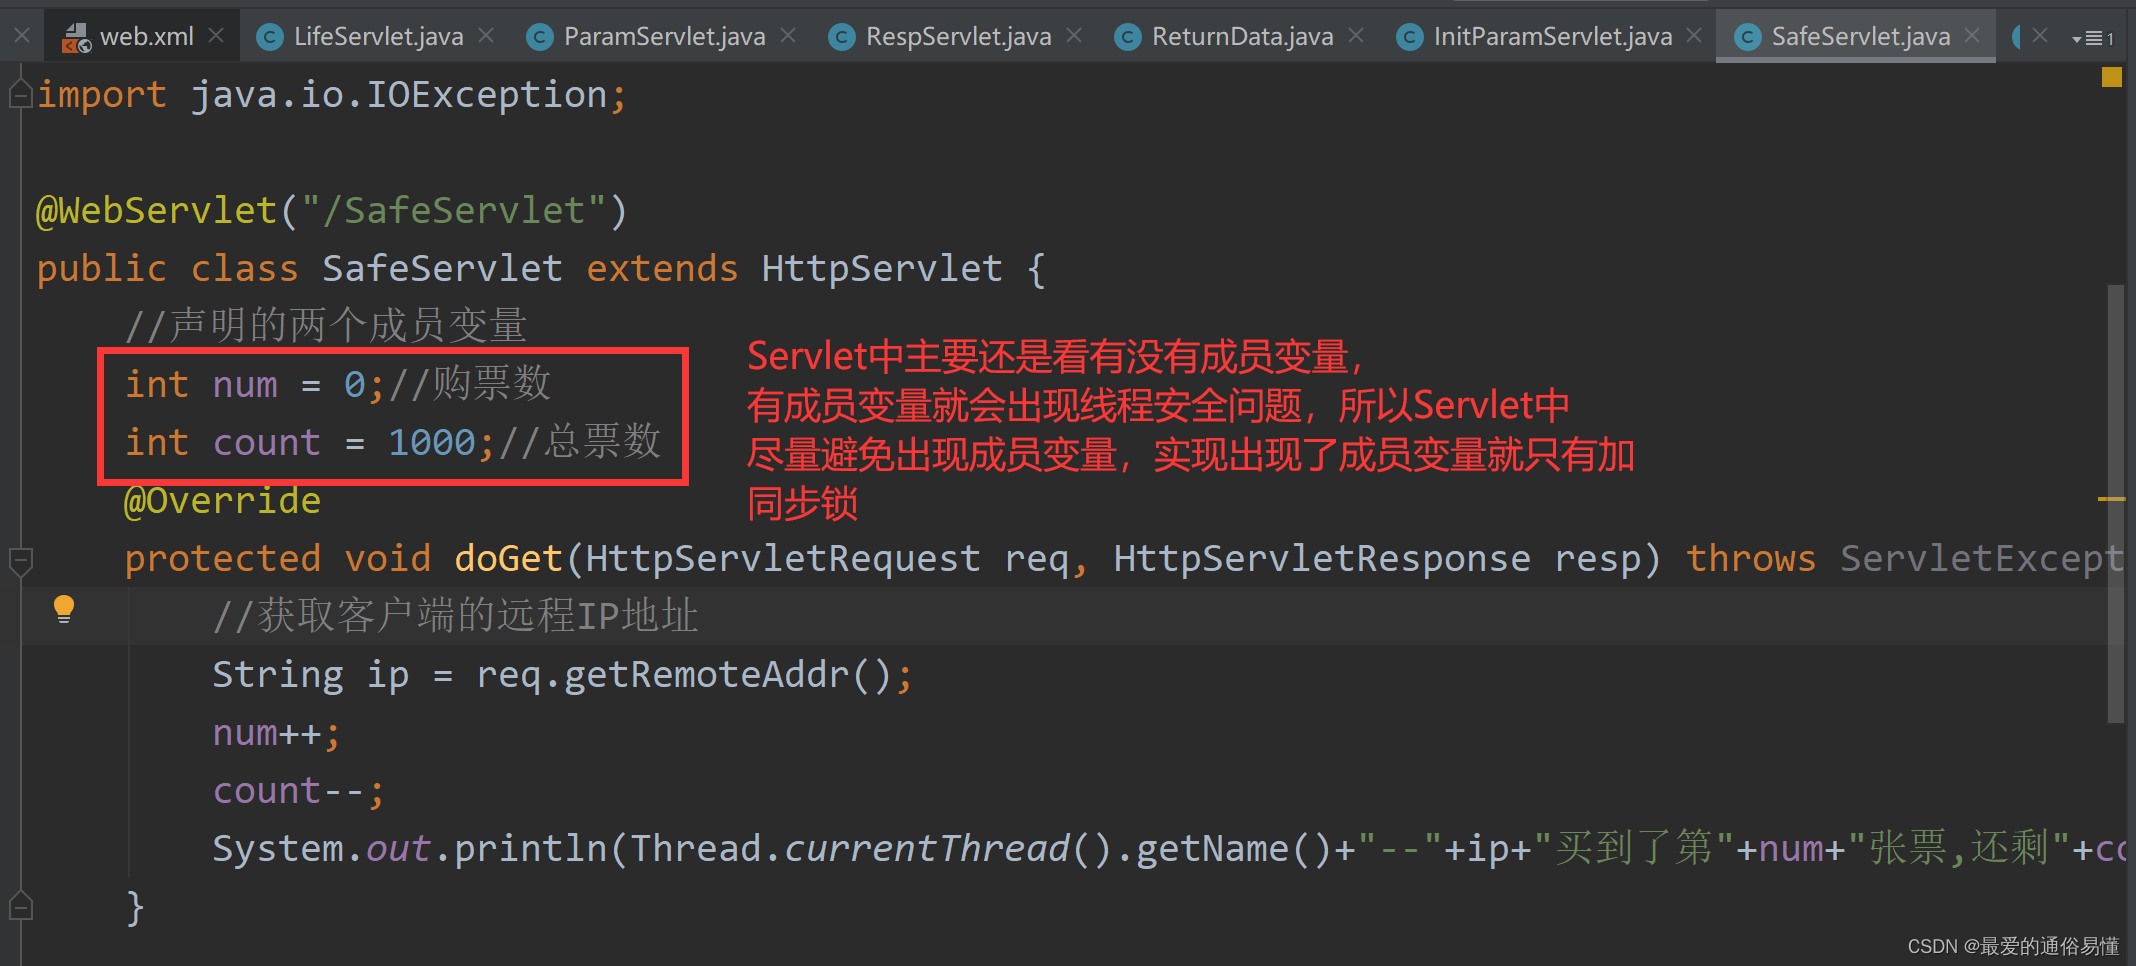 web.xml LifeServlet.java ParamServlet.java RespServlet.java ReturnData.java InitParamServlet.java SafeServlet.java 1
import java.io.IOException;
@WebServlet("/SafeServlet")
public class SafeServlet extends HttpServlet {
//声明的两个成员变量
int num = 0;//购票数
int count = 1000;//总票数
Servlet中主要还是看有没有成员变量，
有成员变量就会出现线程安全问题，所以Servlet中
尽量避免出现成员变量，实现出现了成员变量就只有加
同步锁
@Override
protected void doGet(HttpServletRequest req, HttpServletResponse resp) throws ServletExcept
//获取客户端的远程IP地址
String ip = req.getRemoteAddr();
num++;
count--;
System.out.println(Thread.currentThread().getName()+"--"+ip+"买到了第"+num+"张票,还剩"+co
}
CSDN @最爱的通俗易懂